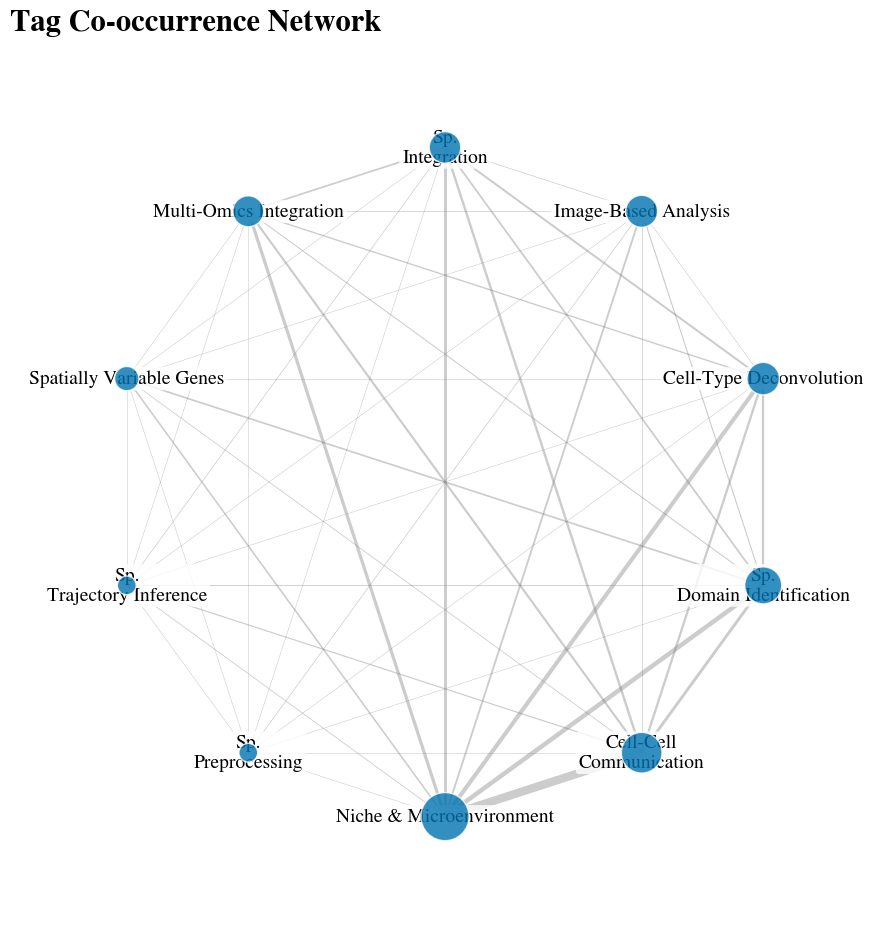 Tag Co-occurrence Network
Sp.
Integration
Multi-Omics Integration
Image-Based Analysis
Spatially Variable Genes
Cell-Type Deconvolution
Sp.
Trajectory Inference
Sp.
Domain Identification
Sp.
Preprocessing
Cell-Cell
Communication
Niche & Microenvironment